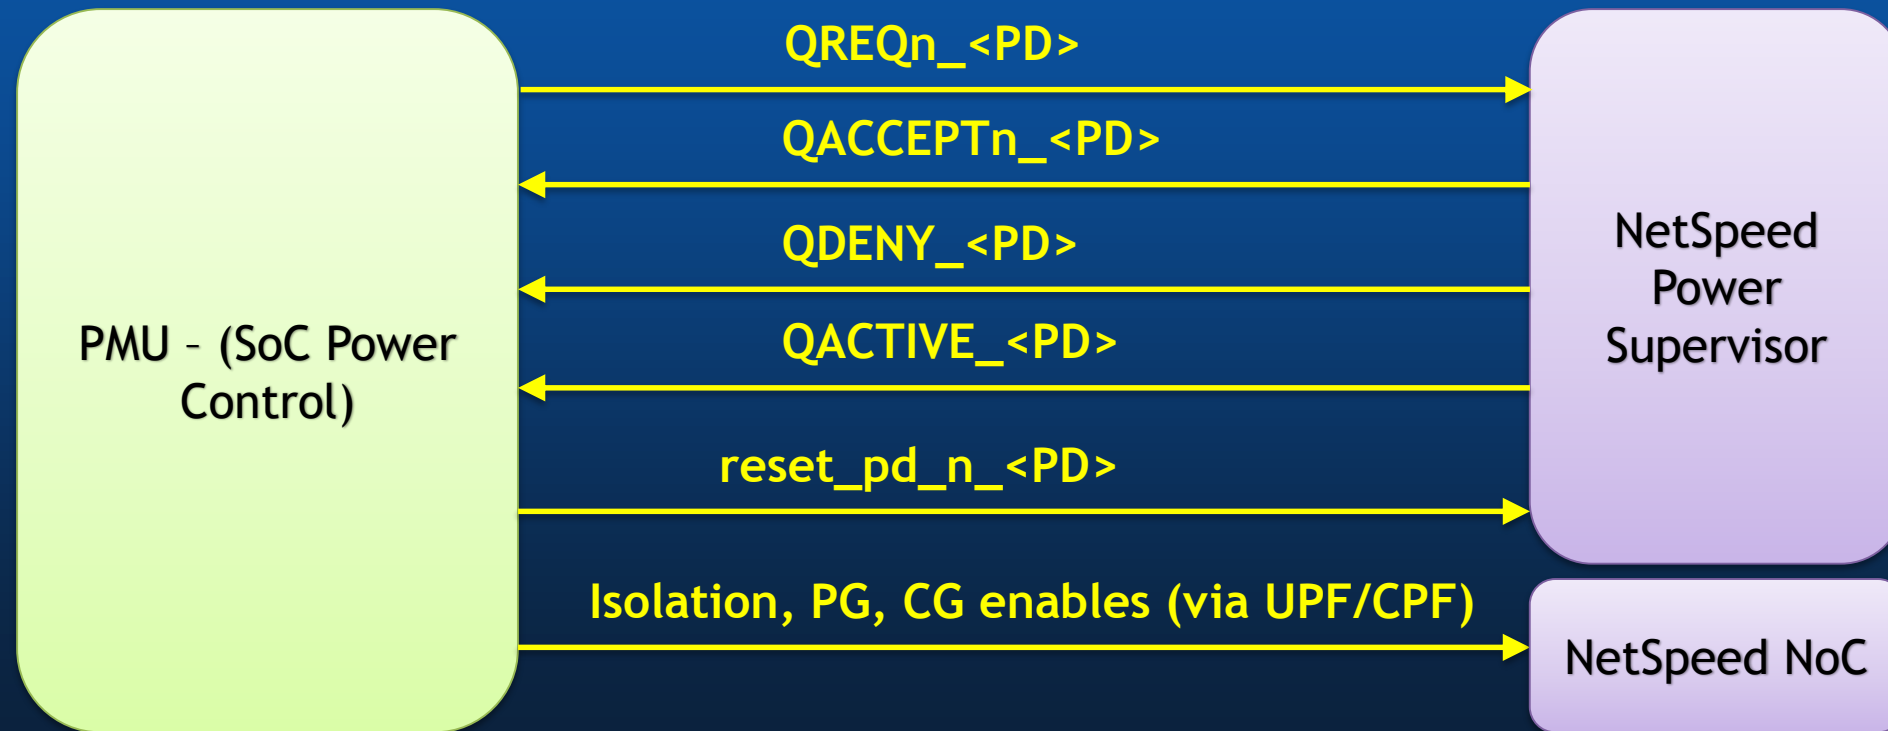 QREQn_<PD>
QACCEPTn_<PD>
QDENY_<PD>
QACTIVE_<PD>
reset_pd_n_<PD>
Isolation, PG, CG enables (via UPF/CPF)
PMU – (SoC Power
Control)
NetSpeed
Power
Supervisor
NetSpeed NoC